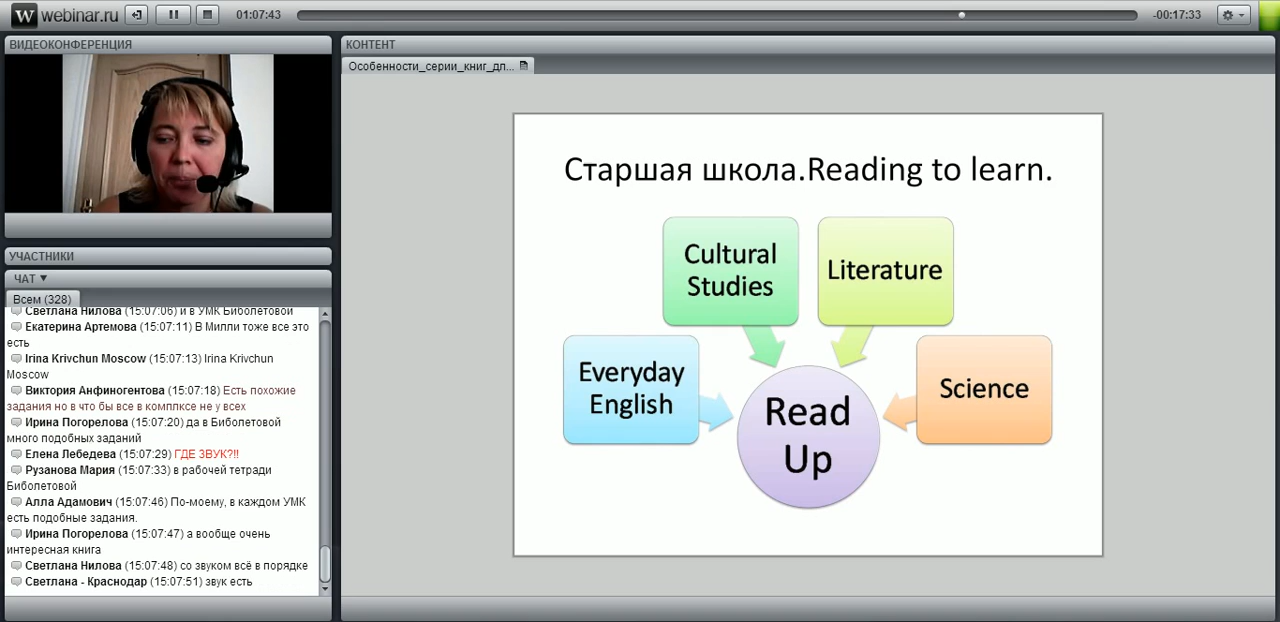 webinar.ru
01:07:43
-00:17:33
ВИДЕОКОНФЕРЕНЦИЯ
УЧАСТНИКИ
ЧАТ ▼
Всем (328)
Светлана Нилова (15:07:06) и в УМК Биболетовой
Екатерина Артемова (15:07:11) В Милли тоже все это
есть
Irina Krivchun Moscow (15:07:13) Irina Krivchun
Moscow
Виктория Анфиногентова (15:07:18) Есть похожие
задания но в что бы все в комплксе не у всех
Ирина Погорелова (15:07:20) да в Биболетовой
много подобных заданий
Елена Лебедева (15:07:29) ГДЕ ЗВУК?!!
Рузанова Мария (15:07:33) в рабочей тетради
Биболетовой
Алла Адамович (15:07:46) По-моему, в каждом УМК
есть подобные задания.
Ирина Погорелова (15:07:47) а вообще очень
интересная книга
Светлана Нилова (15:07:48) со звуком всё в порядке
Светлана - Краснодар (15:07:51) звук есть
КОНТЕНТ
Особенности_серии_книг_дл...
Старшая школа.Reading to learn.
Cultural
Studies
Literature
Everyday
English
Science
Read
Up